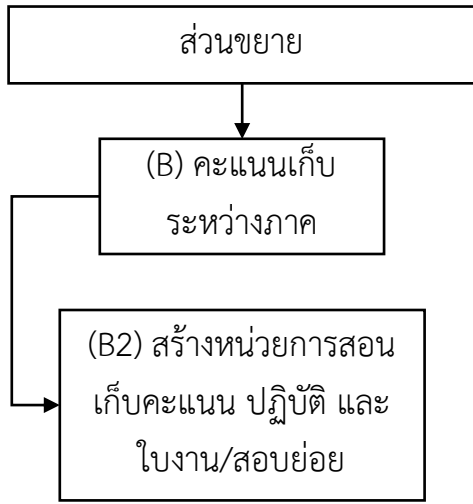 ส่วนขยาย
(B) คะแนนเก็บ
ระหว่างภาค
(B2) สร้างหน่วยการสอน
เก็บคะแนน ปฏิบัติ และ
ใบงาน/สอบย่อย